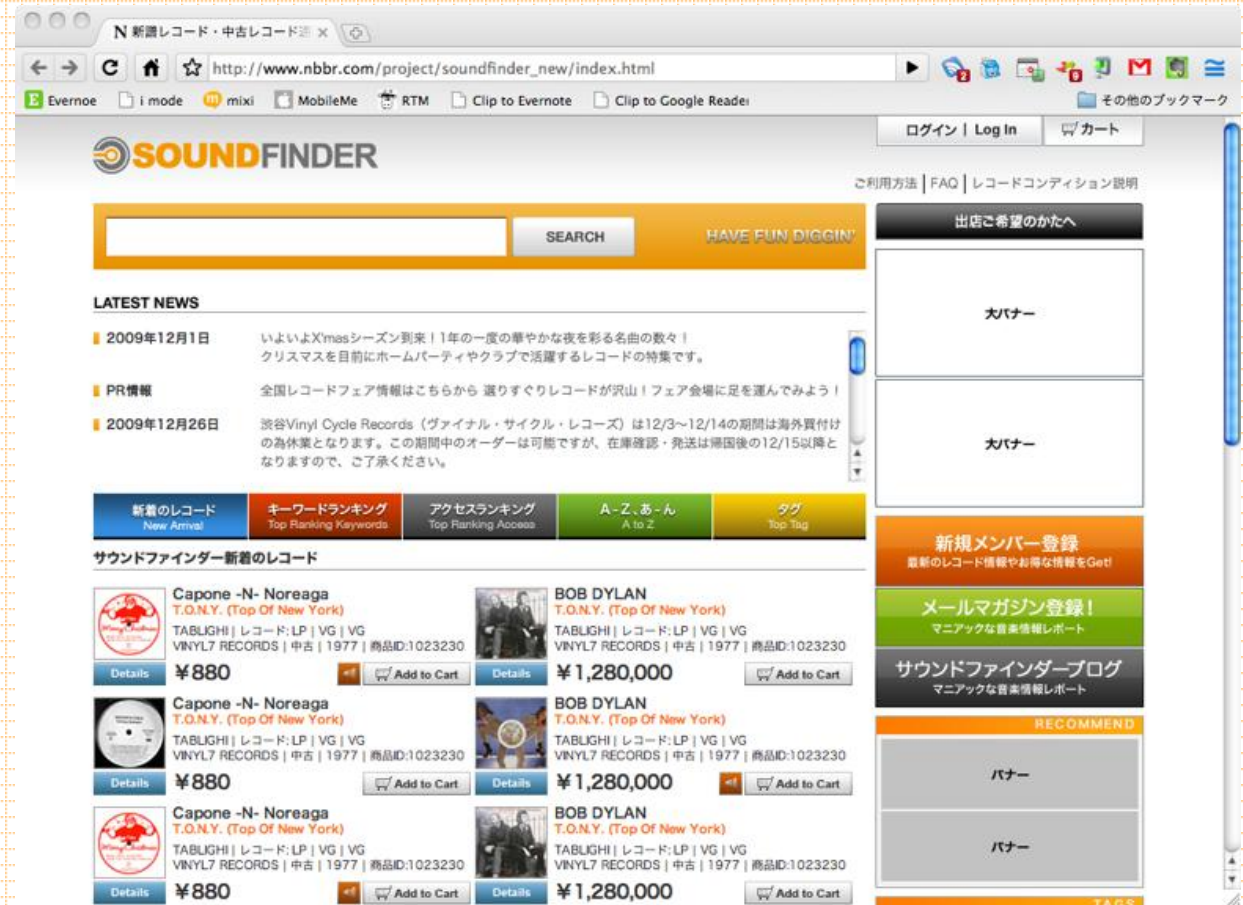 N 新譜レコード・中古レコード通
http://www.nbbr.com/project/soundfinder_new/index.html
Evernoe
i mode
mixi
MobileMe
RTM
Clip to Evernote
Clip to Google Reader
その他のブックマーク
SOUNDFINDER
ログイン | Log In
カート
ご利用方法 | FAQ | レコードコンディション説明
SEARCH
HAVE FUN DIGGIN'
出店ご希望のかたへ
大バナー
大バナー
LATEST NEWS
2009年12月1日
いよいよX'masシーズン到来!1年の一度の華やかな夜を彩る名曲の数々!
クリスマスを目前にホームパーティやクラブで活躍するレコードの特集です。
PR情報
全国レコードフェア情報はこちらから 選りすぐりレコードが沢山!フェア会場に足を運んでみよう!
2009年12月26日
渋谷Vinyl Cycle Records(ヴァイナル・サイクル・レコーズ)は12/3〜12/14の期間は海外買付け
の為休業となります。この期間中のオーダーは可能ですが、在庫確認・発送は帰国後の12/15以降と
なりますので、ご了承ください。
新着のレコード
New Arrival
キーワードランキング
Top Ranking Keywords
アクセスランキング
Top Ranking Access
A-Z、あ-ん
A to Z
タグ
Top Tag
新規メンバー登録
最新のレコード情報やお得な情報をGet!
メールマガジン登録!
マニアックな音楽情報レポート
サウンドファインダーブログ
マニアックな音楽情報レポート
サウンドファインダー新着のレコード
Capone -N- Noreaga
T.O.N.Y. (Top Of New York)
TABLIGHI | レコード: LP | VG | VG
VINYL7 RECORDS | 中古 | 1977 | 商品ID:1023230
Details ¥880 Add to Cart
BOB DYLAN
T.O.N.Y. (Top Of New York)
TABLIGHI | レコード: LP | VG | VG
VINYL7 RECORDS | 中古 | 1977 | 商品ID:1023230
Details ¥1,280,000 Add to Cart
Capone -N- Noreaga
T.O.N.Y. (Top Of New York)
TABLIGHI | レコード: LP | VG | VG
VINYL7 RECORDS | 中古 | 1977 | 商品ID:1023230
Details ¥880 Add to Cart
BOB DYLAN
T.O.N.Y. (Top Of New York)
TABLIGHI | レコード: LP | VG | VG
VINYL7 RECORDS | 中古 | 1977 | 商品ID:1023230
Details ¥1,280,000 Add to Cart
Capone -N- Noreaga
T.O.N.Y. (Top Of New York)
TABLIGHI | レコード: LP | VG | VG
VINYL7 RECORDS | 中古 | 1977 | 商品ID:1023230
Details ¥880 Add to Cart
BOB DYLAN
T.O.N.Y. (Top Of New York)
TABLIGHI | レコード: LP | VG | VG
VINYL7 RECORDS | 中古 | 1977 | 商品ID:1023230
Details ¥1,280,000 Add to Cart
RECOMMEND
バナー
バナー
TAGS